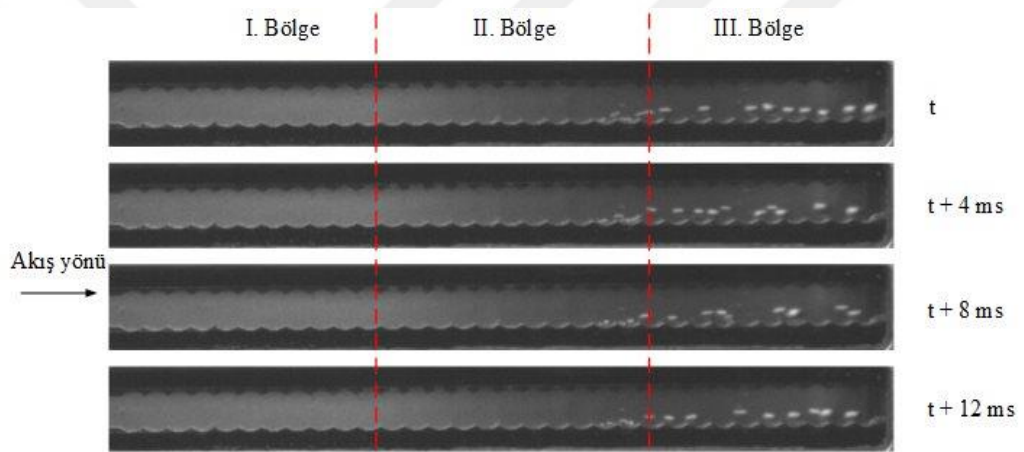 I. Bölge
II. Bölge
III. Bölge
t
t + 4 ms
Akış yönü
t + 8 ms
t + 12 ms